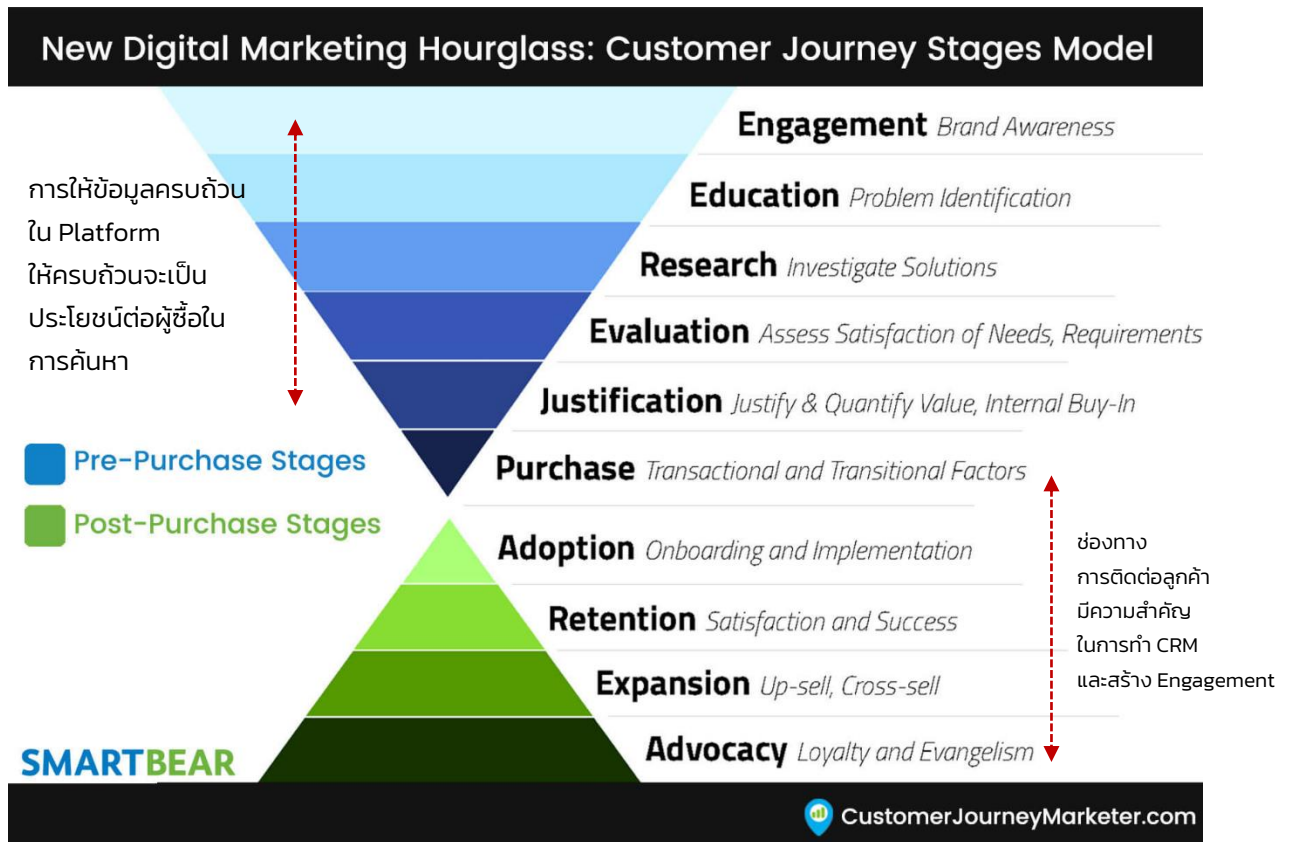 New Digital Marketing Hourglass: Customer Journey Stages Model
Engagement Brand Awareness
Education Problem Identification
Research Investigate Solutions
Evaluation Assess Satisfaction of Needs, Requirements
Justification Justify & Quantify Value, Internal Buy-In
Purchase Transactional and Transitional Factors
Adoption Onboarding and Implementation
Retention Satisfaction and Success
Expansion Up-sell, Cross-sell
Advocacy Loyalty and Evangelism
การให้ข้อมูลครบถ้วน
ใน Platform
ให้ครบถ้วนจะเป็น
ประโยชน์ต่อผู้ซื้อใน
การค้นหา
Pre-Purchase Stages
Post-Purchase Stages
ช่องทาง
การติดต่อลูกค้า
มีความสำคัญ
ในการทำ CRM
และสร้าง Engagement
SMARTBEAR
CustomerJourneyMarketer.com